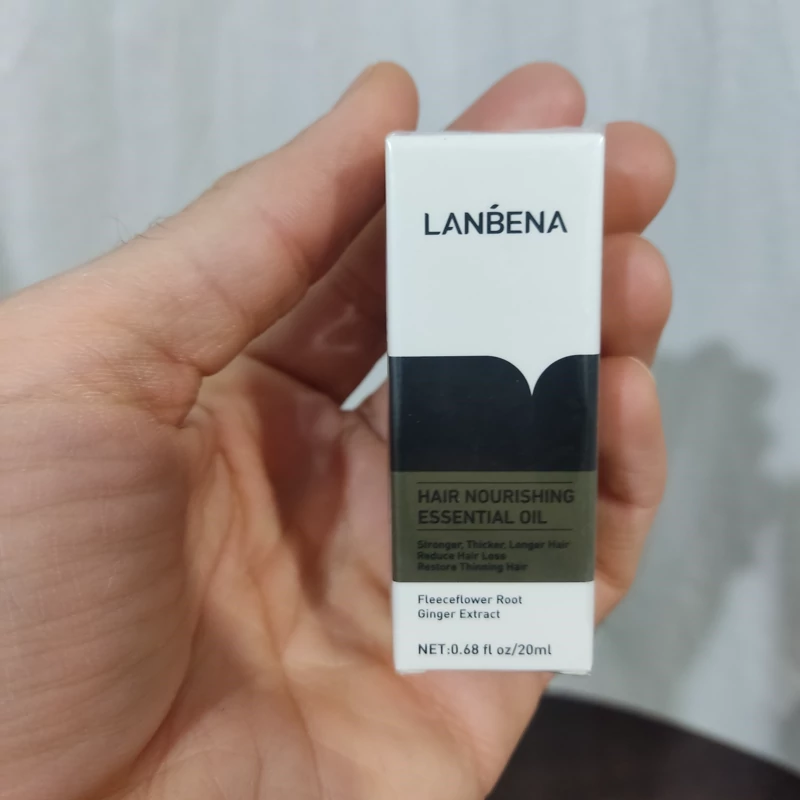 LANBENA
HAIR NOURISHING
ESSENTIAL OIL
Stronger, Thicker, Longer Hair
Reduce Hair Loss
Restore Thinning Hair
Fleeceflower Root
Ginger Extract
NET:0.68 fl oz/20ml